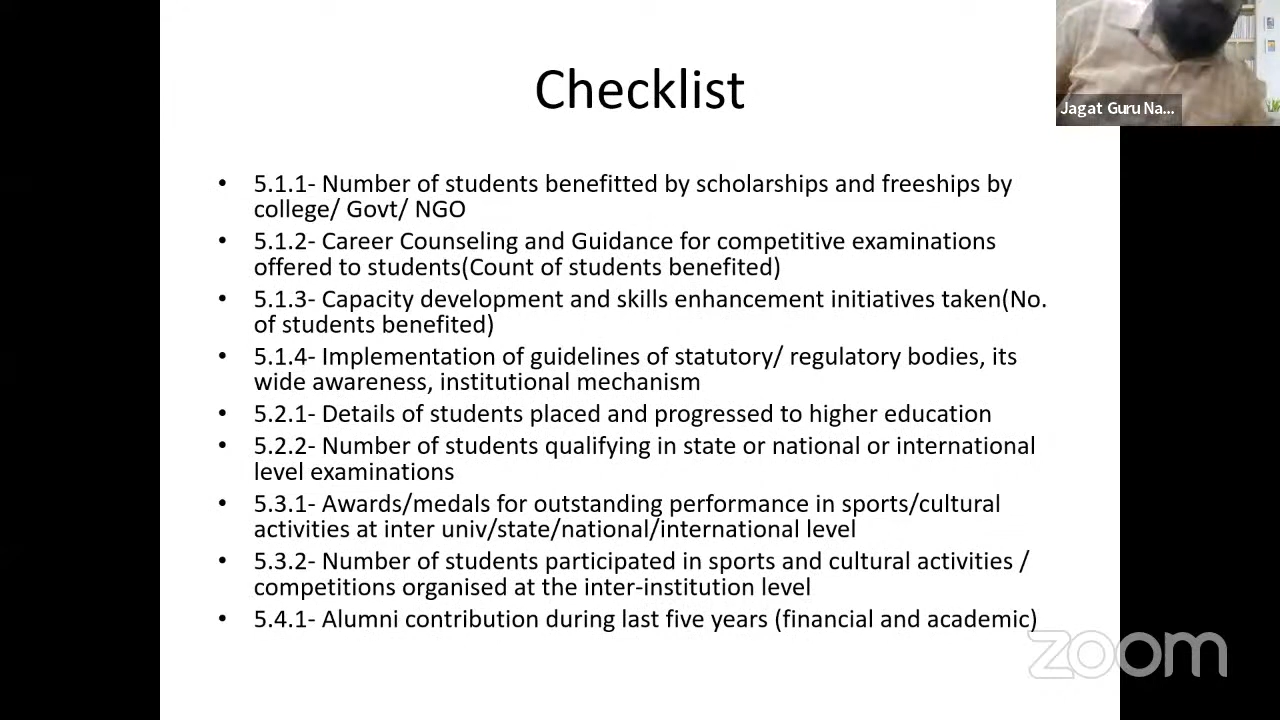 Checklist
Jagat Guru Na...
• 5.1.1- Number of students benefitted by scholarships and freeships by
college/ Govt/ NGO
• 5.1.2- Career Counseling and Guidance for competitive examinations
offered to students(Count of students benefited)
• 5.1.3- Capacity development and skills enhancement initiatives taken(No.
of students benefited)
• 5.1.4- Implementation of guidelines of statutory/ regulatory bodies, its
wide awareness, institutional mechanism
• 5.2.1- Details of students placed and progressed to higher education
• 5.2.2- Number of students qualifying in state or national or international
level examinations
• 5.3.1- Awards/medals for outstanding performance in sports/cultural
activities at inter univ/state/national/international level
• 5.3.2- Number of students participated in sports and cultural activities /
competitions organised at the inter-institution level
• 5.4.1- Alumni contribution during last five years (financial and academic)
zoom